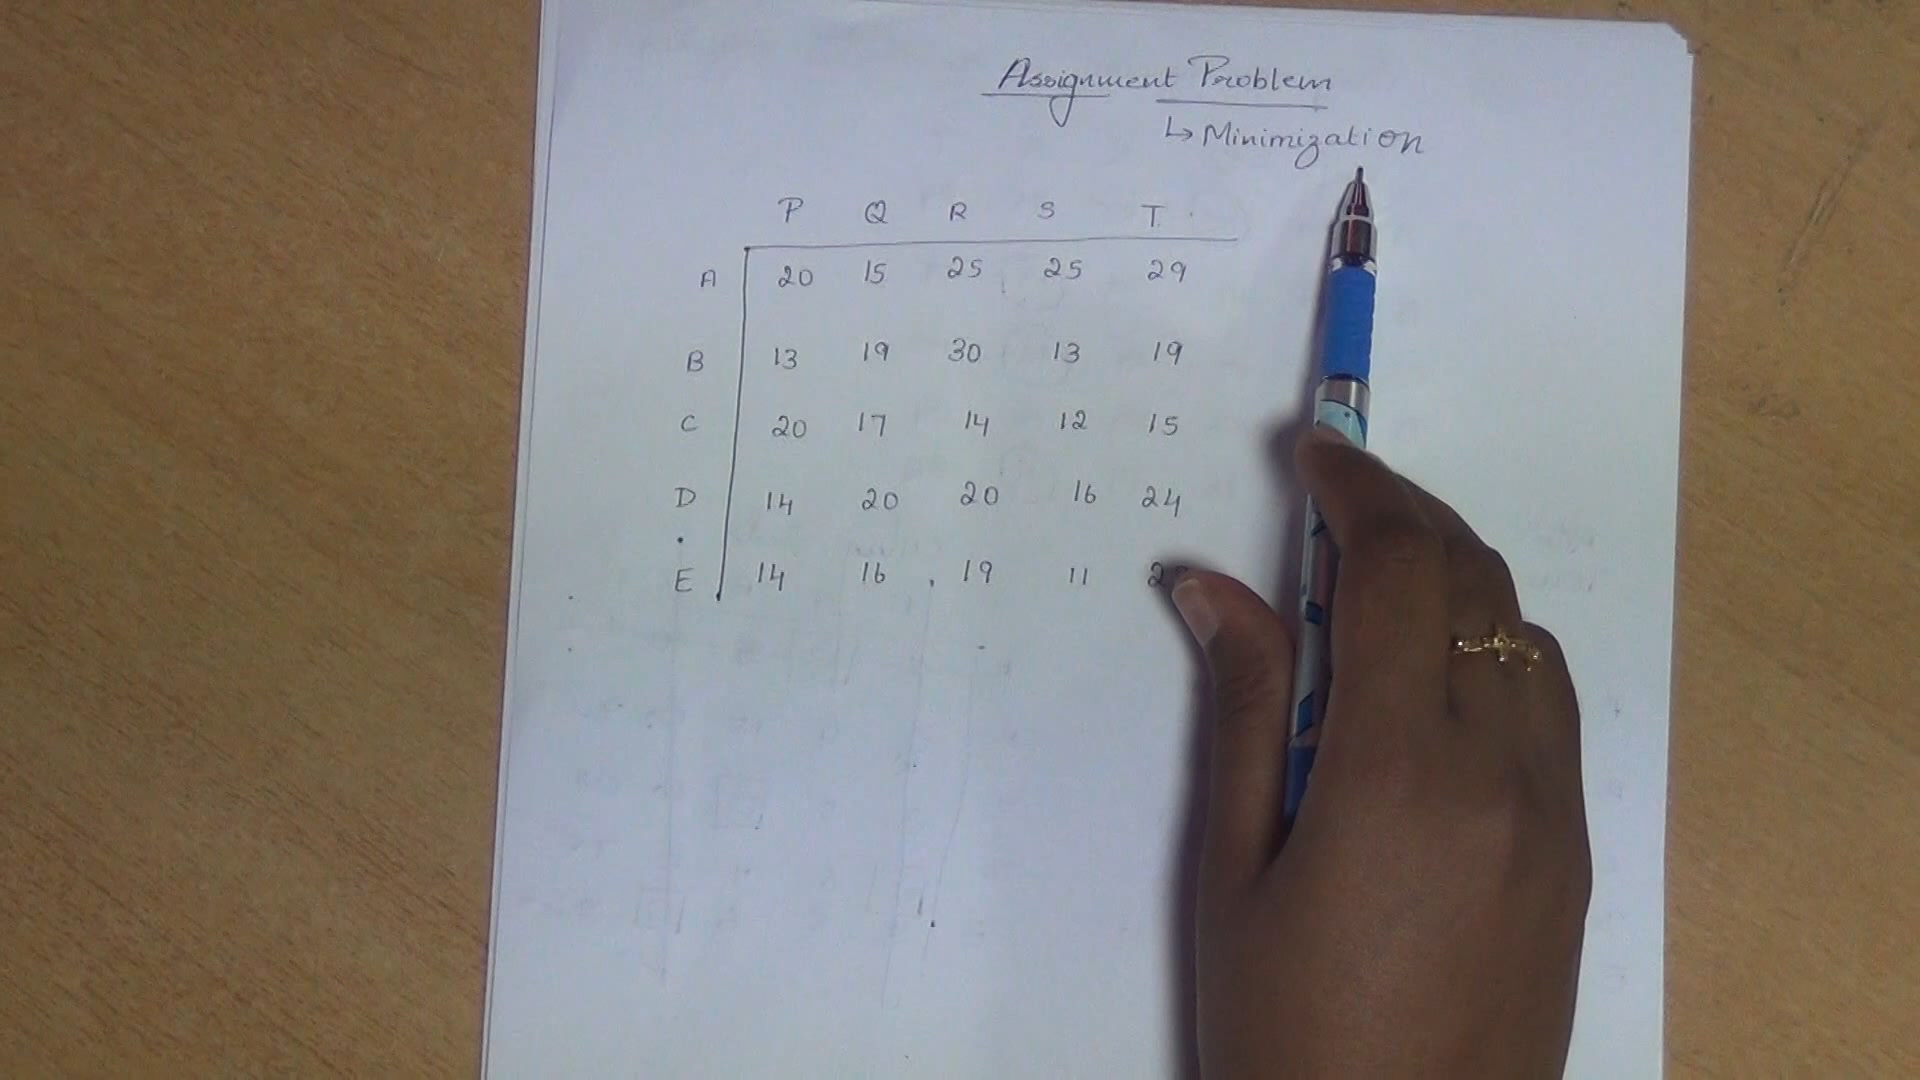 Assignment Problem
↳ Minimization
P Q R S T
A 20 15 25 25 29
B 13 19 30 13 19
C 20 17 14 12 15
D 14 20 20 16 24
E 14 16 19 11